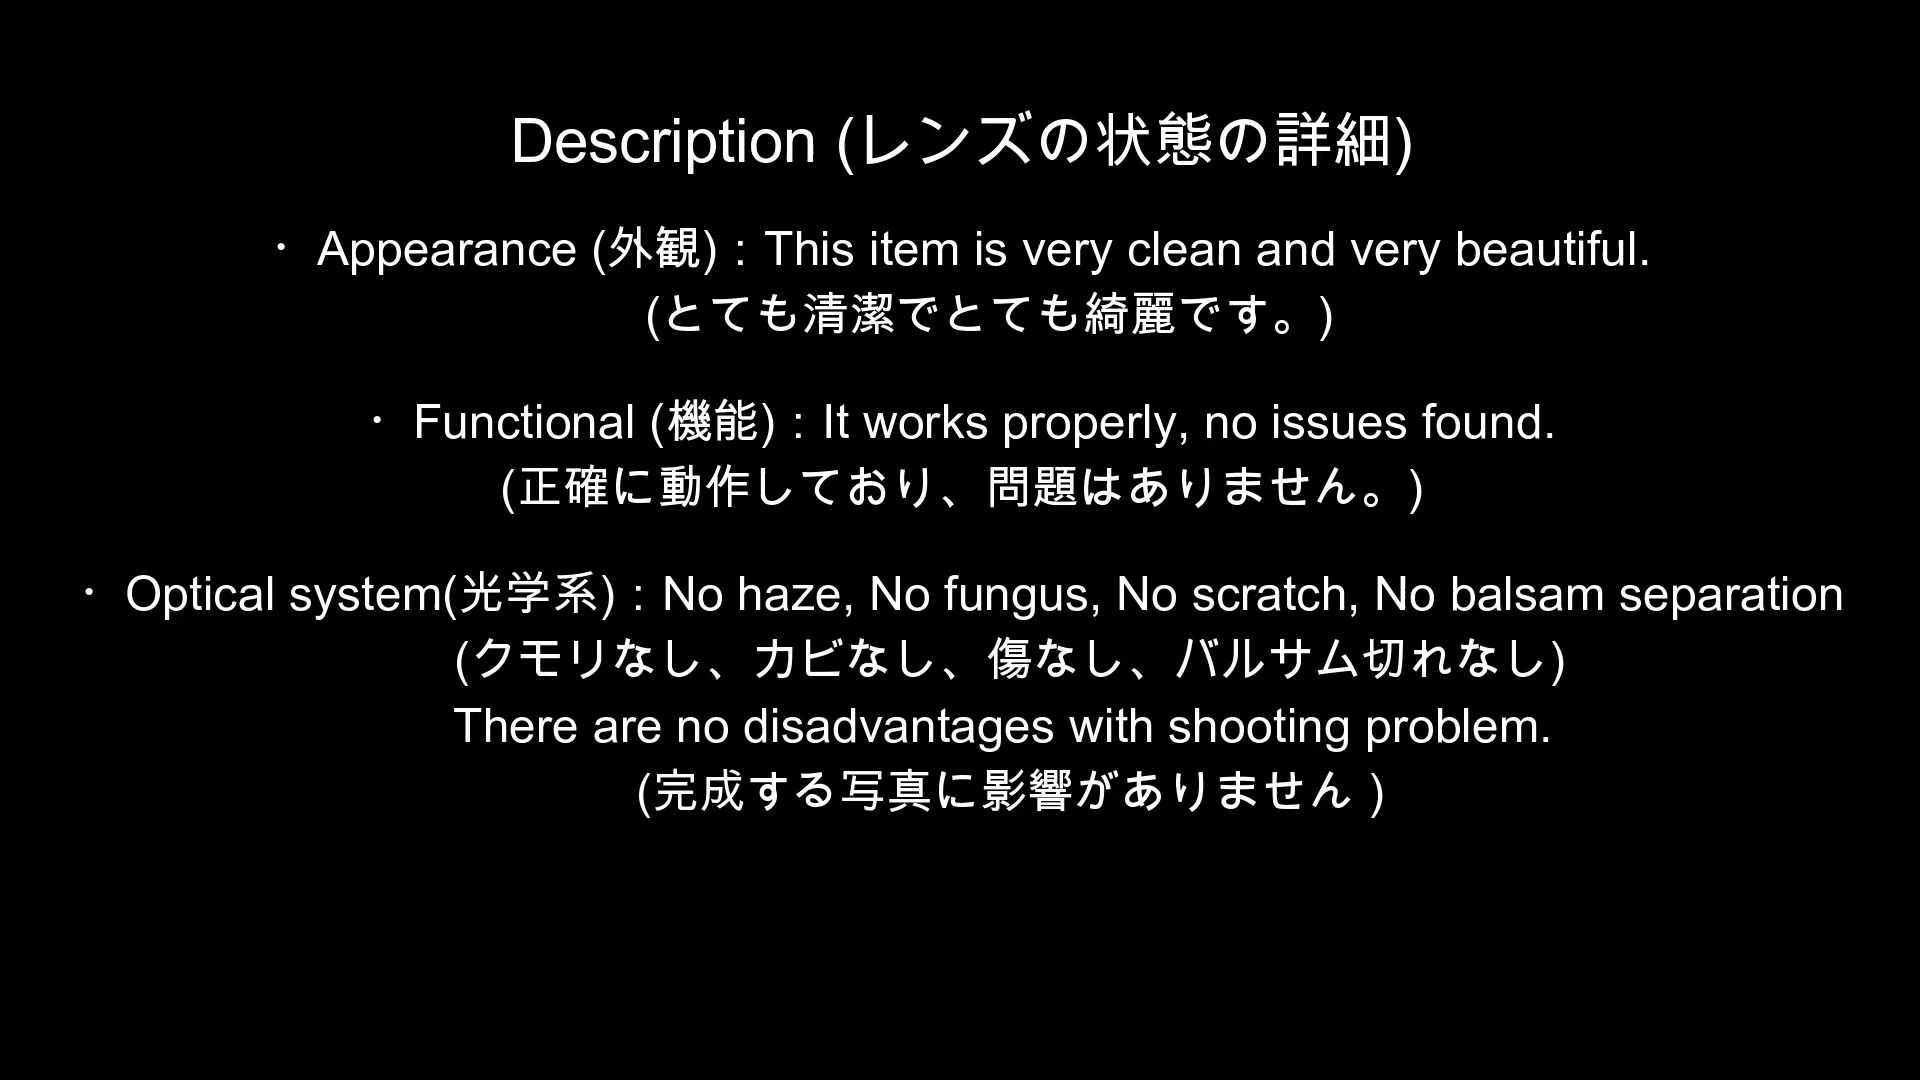 Description (レンズの状態の詳細)
・ Appearance (外観)：This item is very clean and very beautiful.
(とても清潔でとても綺麗です。)
・ Functional (機能)：It works properly, no issues found.
(正確に動作しており、問題はありません。)
・ Optical system(光学系)：No haze, No fungus, No scratch, No balsam separation
(クモリなし、カビなし、傷なし、バルサム切れなし)
There are no disadvantages with shooting problem.
(完成する写真に影響がありません )